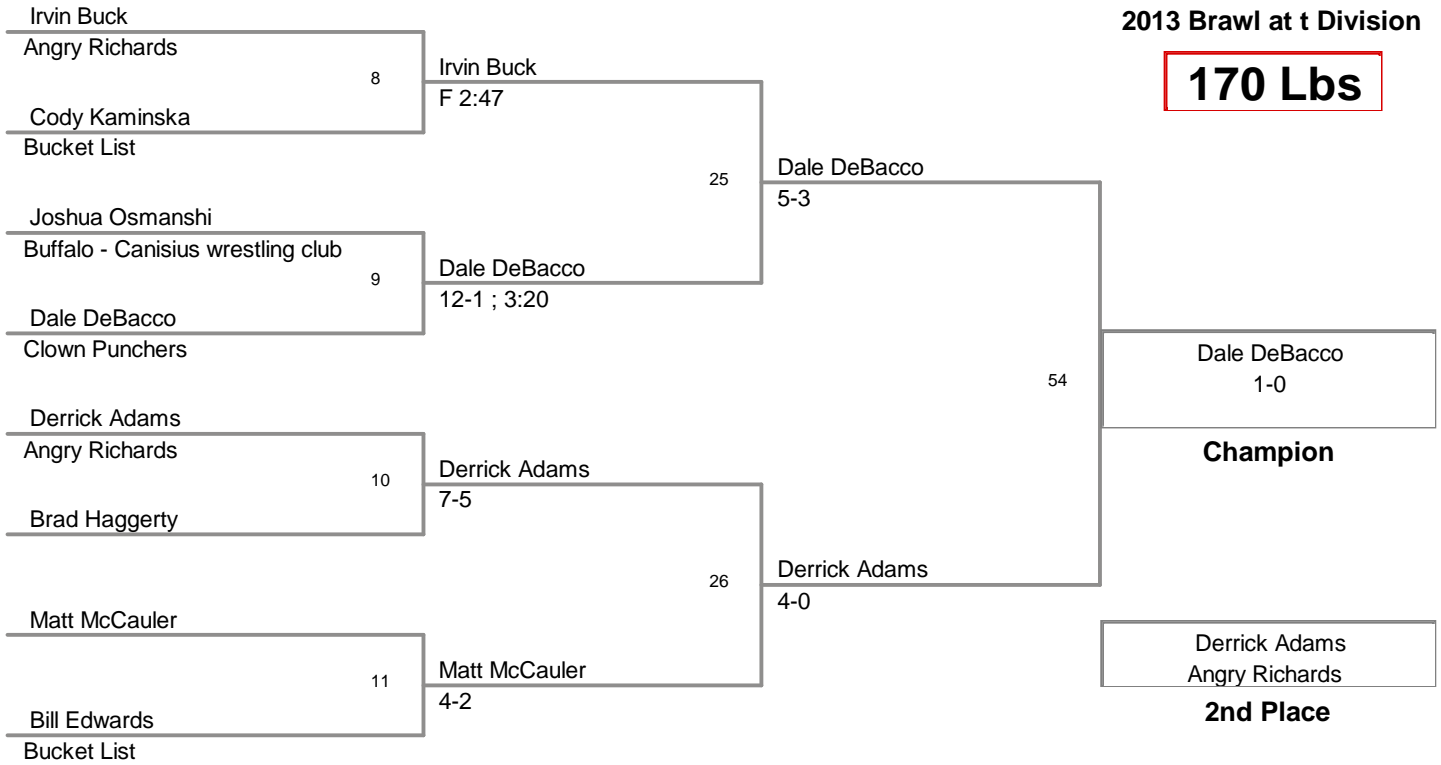 2013 Brawl at t Division
170 Lbs
Irvin Buck
Angry Richards
8
Cody Kaminska
Bucket List
Irvin Buck
F 2:47
Joshua Osmanshi
Buffalo - Canisius wrestling club
9
Dale DeBacco
Clown Punchers
Dale DeBacco
12-1 ; 3:20
25
Dale DeBacco
5-3
Derrick Adams
Angry Richards
10
Brad Haggerty
Derrick Adams
7-5
Matt McCauler
11
Bill Edwards
Bucket List
Matt McCauler
4-2
26
Derrick Adams
4-0
54
Dale DeBacco
1-0
Champion
Derrick Adams
Angry Richards
2nd Place